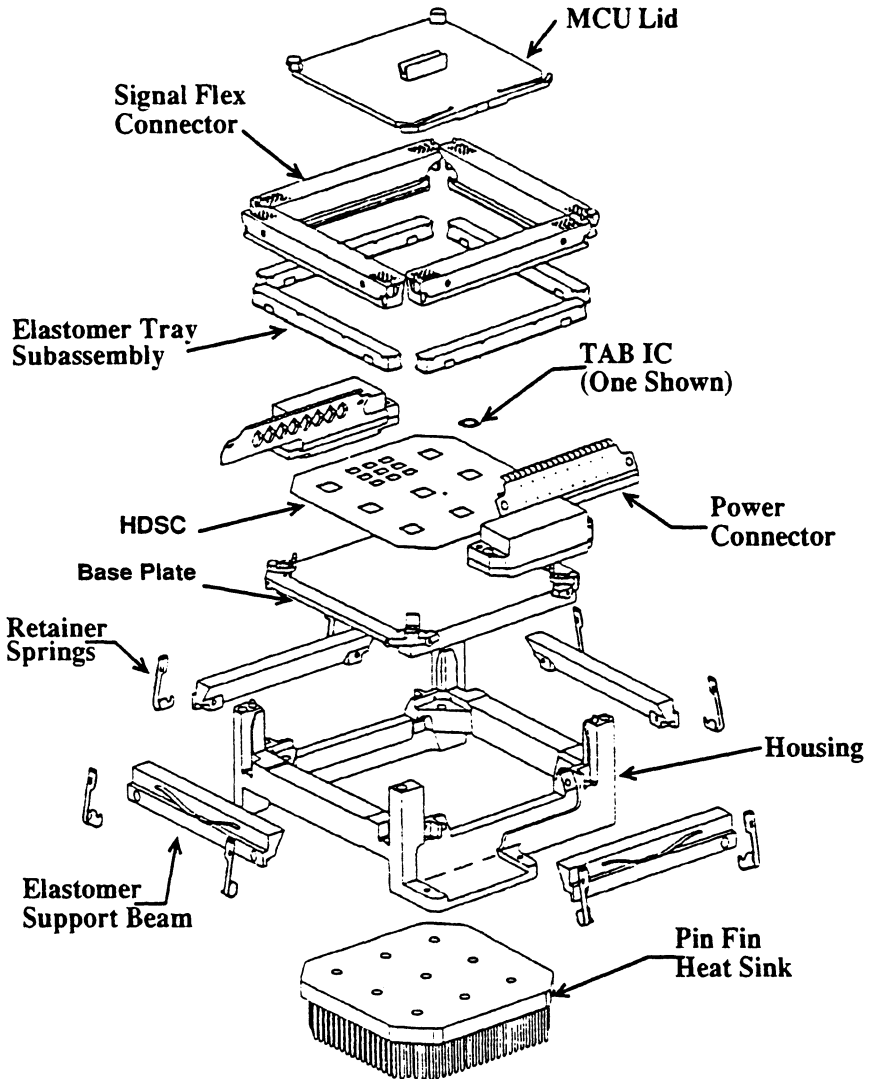 MCU Lid
Signal Flex
Connector
Elastomer Tray
Subassembly
TAB IC
(One Shown)
HDSC
Power
Connector
Base Plate
Retainer
Springs
Housing
Elastomer
Support Beam
Pin Fin
Heat Sink